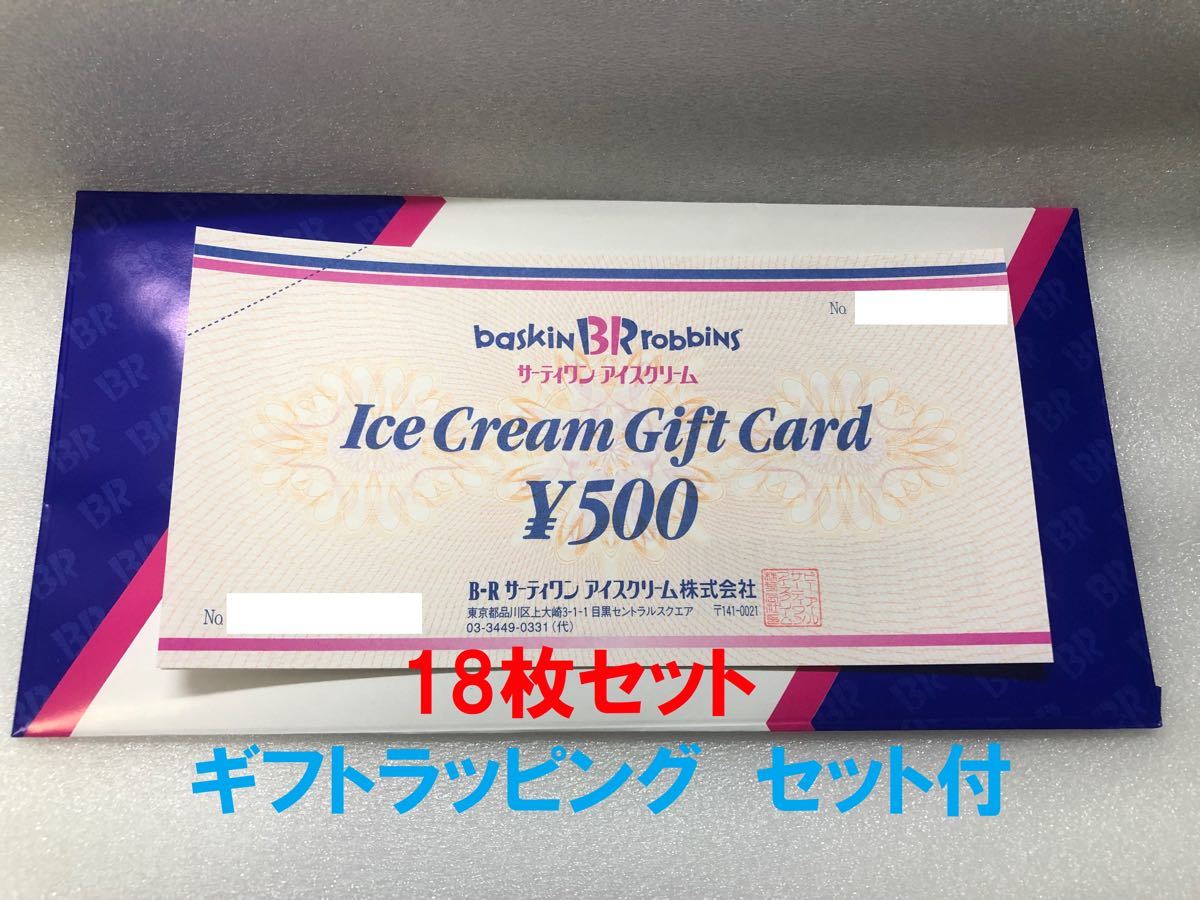 No.
baskin BR robbins
サーティワン アイスクリーム
Ice Cream Gift Card
¥500
B-R サーティワン アイスクリーム株式会社
東京都品川区上大崎3-1-1 目黒セントラルスクエア 〒141-0021
03-3449-0331(代)
No.
18枚セット
ギフトラッピング セット付